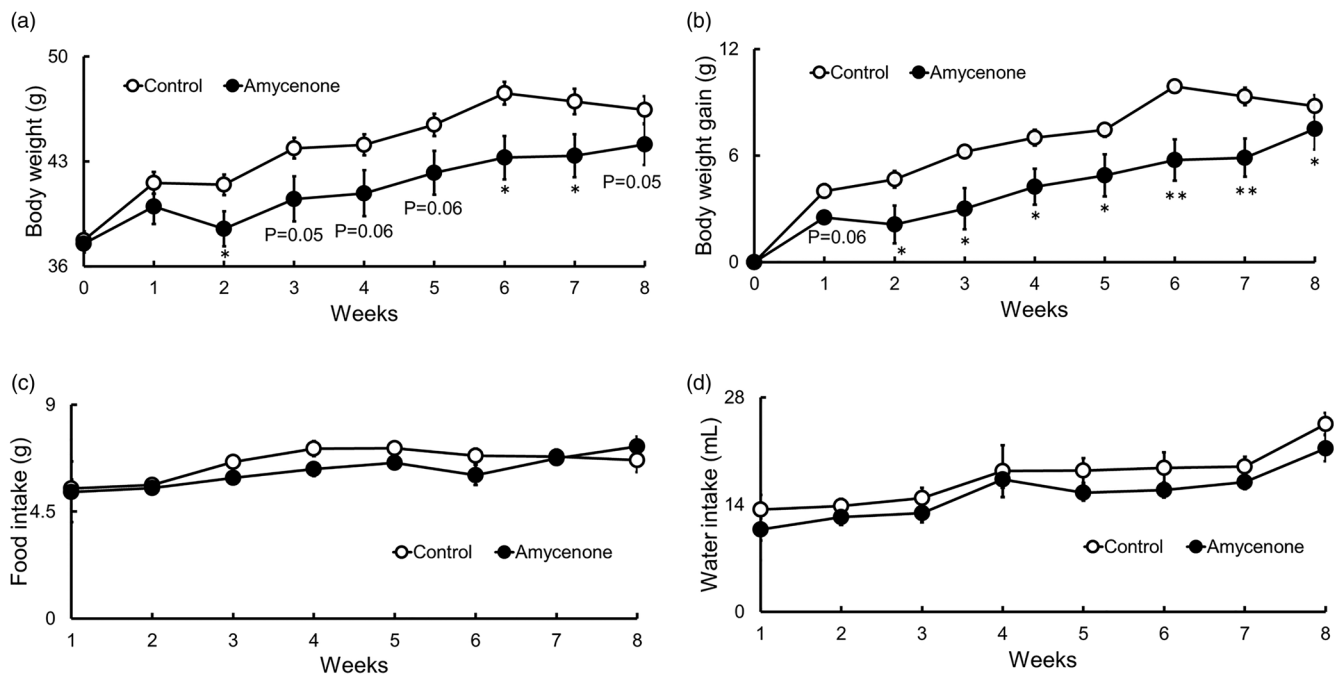 (a)
Body weight (g)
50
43
36
Control
Amycenone
*
P=0.05
P=0.06
P=0.06
*
*
P=0.05
0 1 2 3 4 5 6 7 8
Weeks
(b)
Body weight gain (g)
12
6
0
Control
Amycenone
P=0.06
*
*
*
*
**
**
*
0 1 2 3 4 5 6 7 8
Weeks
(c)
Food intake (g)
9
4.5
0
Control
Amycenone
1 2 3 4 5 6 7 8
Weeks
(d)
Water intake (mL)
28
14
0
Control
Amycenone
1 2 3 4 5 6 7 8
Weeks